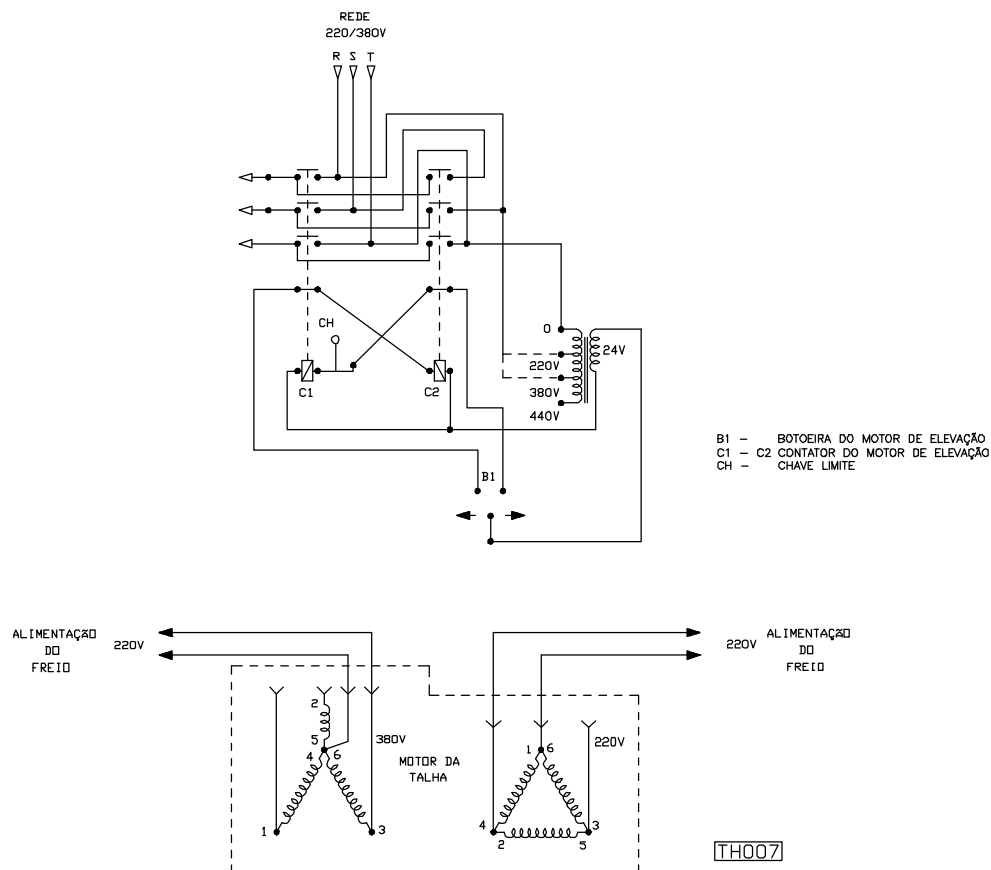 REDE
220/380V
R S T
CH
C1
C2
0
220V
380V
440V
24V
B1
B1 - BOTOEIRA DO MOTOR DE ELEVAÇÃO
C1 - C2 CONTATOR DO MOTOR DE ELEVAÇÃO
CH - CHAVE LIMITE
ALIMENTAÇÃO
DO
FREIO
220V
220V
ALIMENTAÇÃO
DO
FREIO
2
5
4 6
1
3
380V
MOTOR DA
TALHA
220V
1 6
4
2
3
5
TH007